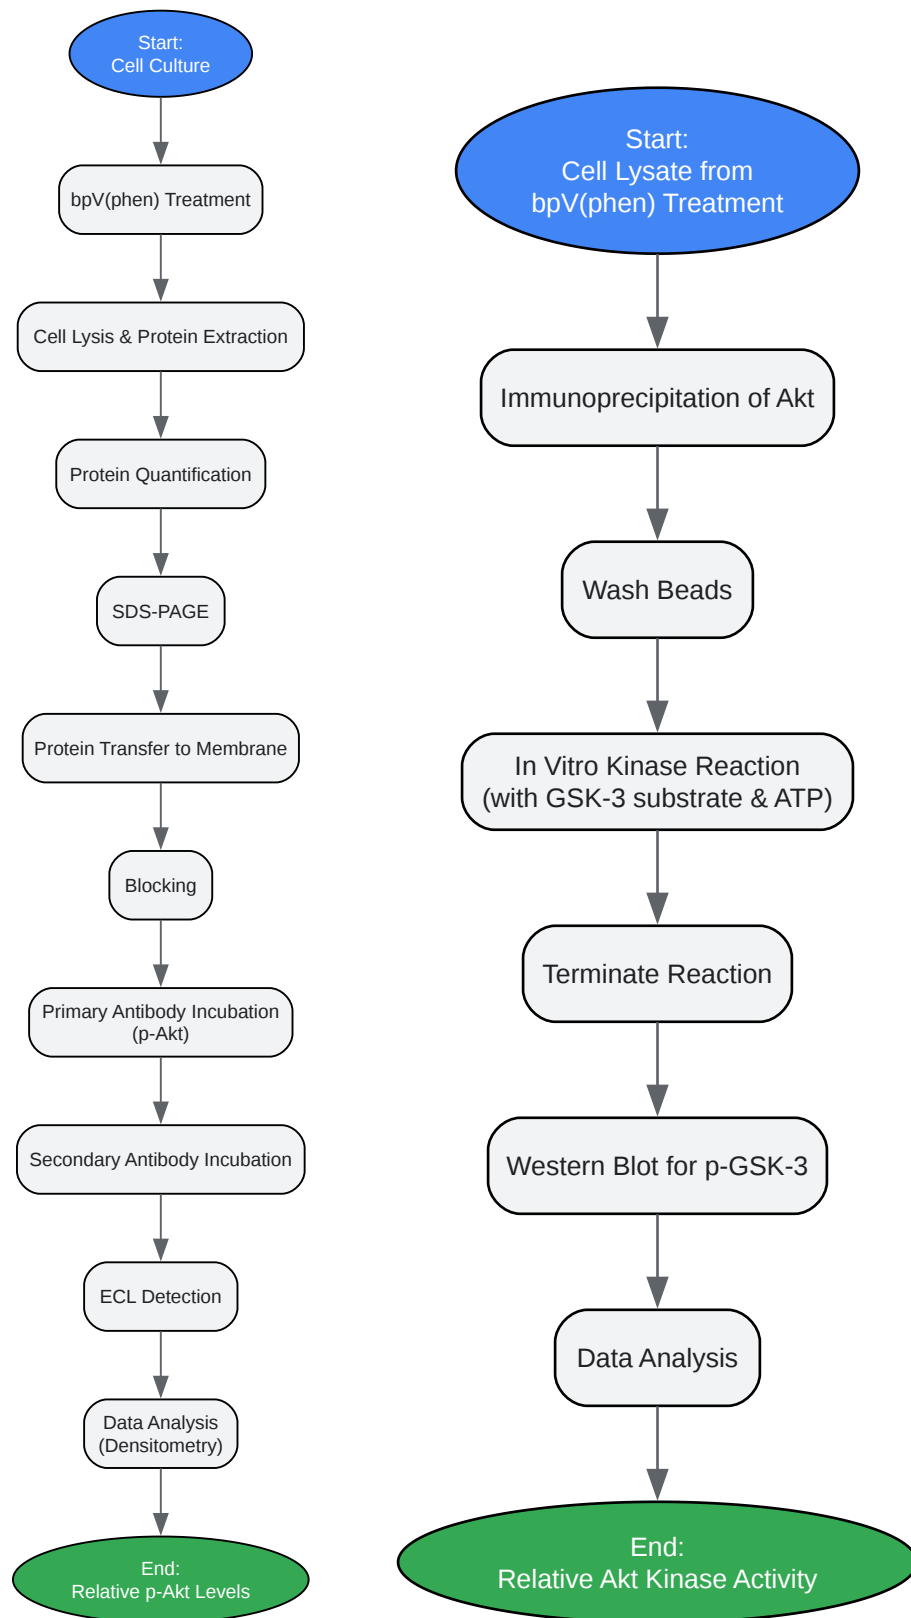 Start:
Cell Culture
bpV(phen) Treatment
Cell Lysis & Protein Extraction
Protein Quantification
SDS-PAGE
Protein Transfer to Membrane
Blocking
Primary Antibody Incubation
(p-Akt)
Secondary Antibody Incubation
ECL Detection
Data Analysis
(Densitometry)
End:
Relative p-Akt Levels
Start:
Cell Lysate from
bpV(phen) Treatment
Immunoprecipitation of Akt
Wash Beads
In Vitro Kinase Reaction
(with GSK-3 substrate & ATP)
Terminate Reaction
Western Blot for p-GSK-3
Data Analysis
End:
Relative Akt Kinase Activity